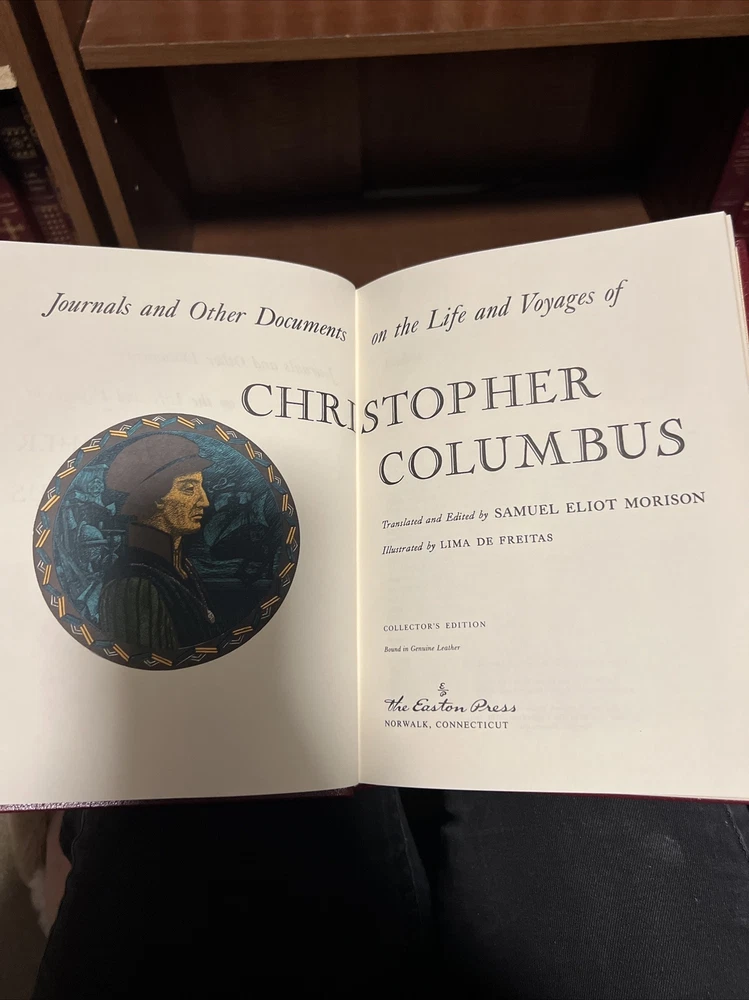 Journals and Other Documents on the Life and Voyages of
CHRISTOPHER
COLUMBUS
Translated and Edited by SAMUEL ELIOT MORISON
Illustrated by LIMA DE FREITAS
COLLECTOR'S EDITION
Bound in Genuine Leather
The Easton Press
NORWALK, CONNECTICUT